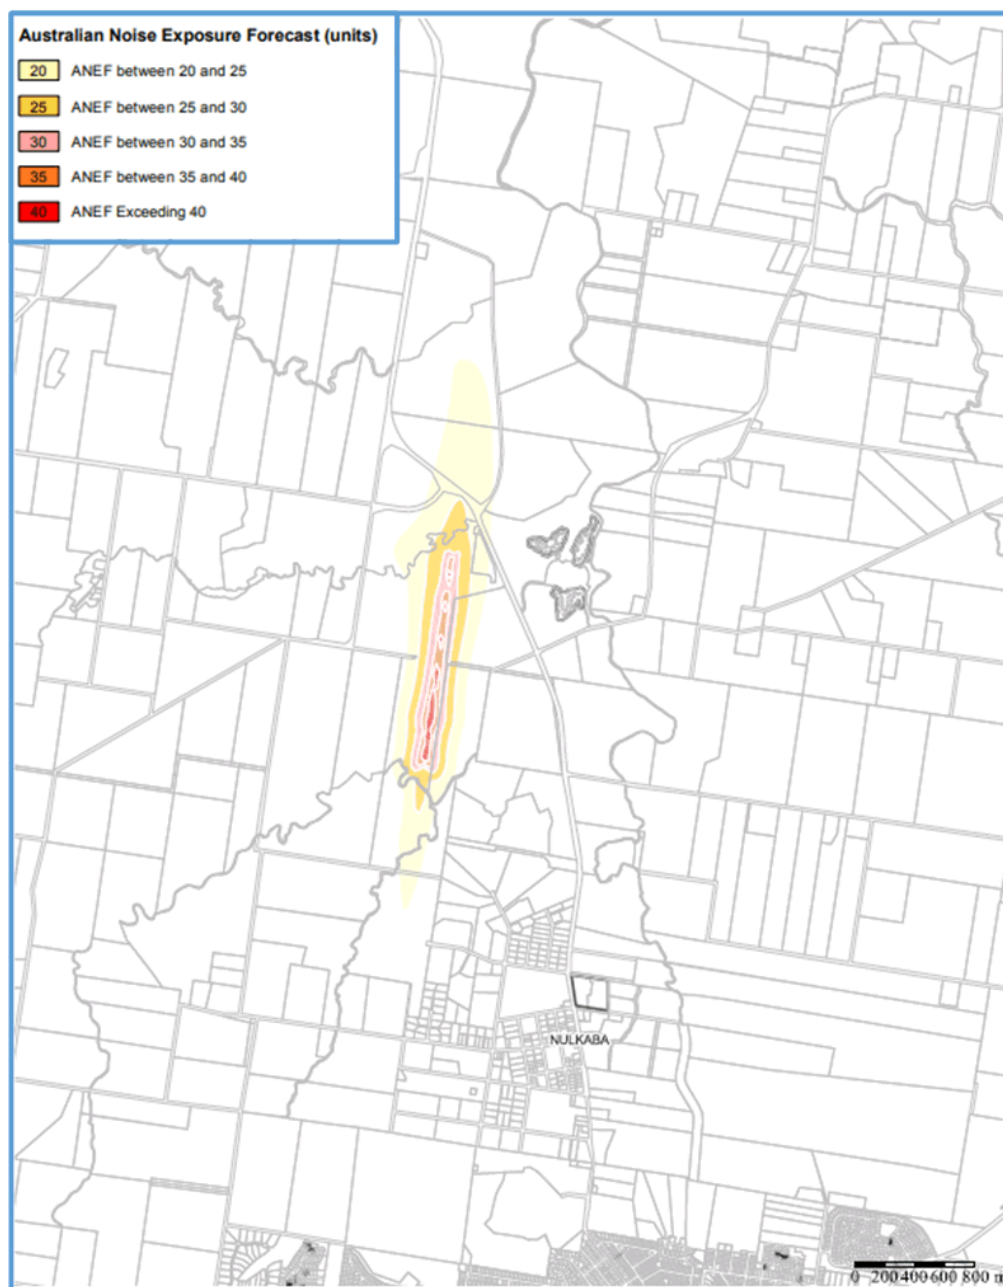 Australian Noise Exposure Forecast (units)
20 ANEF between 20 and 25
25 ANEF between 25 and 30
30 ANEF between 30 and 35
35 ANEF between 35 and 40
40 ANEF Exceeding 40
NULKABA
0 200 400 600 800 m